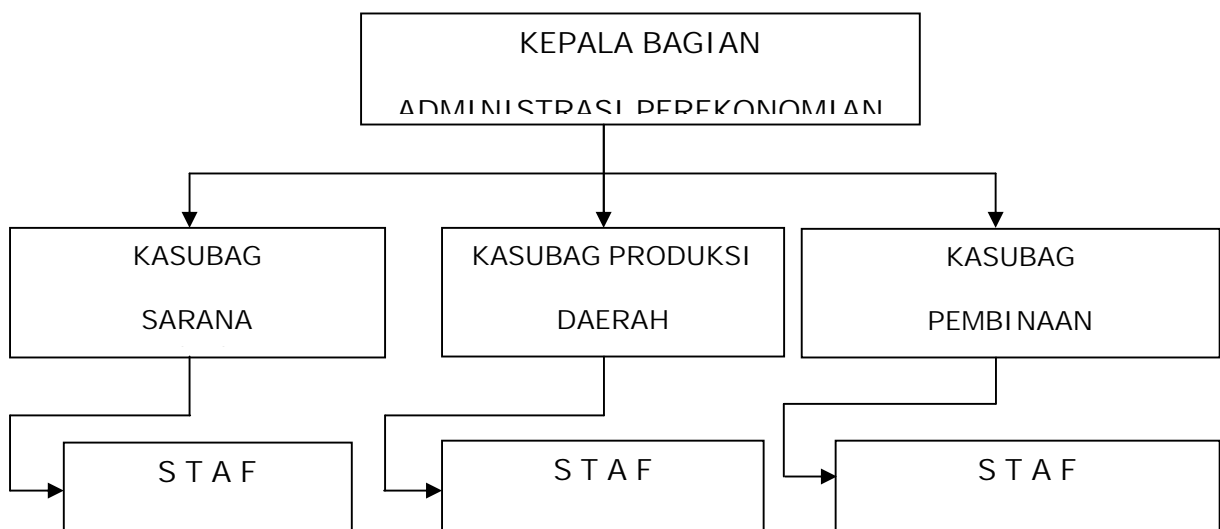 KEPALA BAGIAN
ADMINISTRASI PEREKONOMIAN
KASUBAG
SARANA
KASUBAG PRODUKSI
DAERAH
KASUBAG
PEMBINAAN
S T A F
S T A F
S T A F